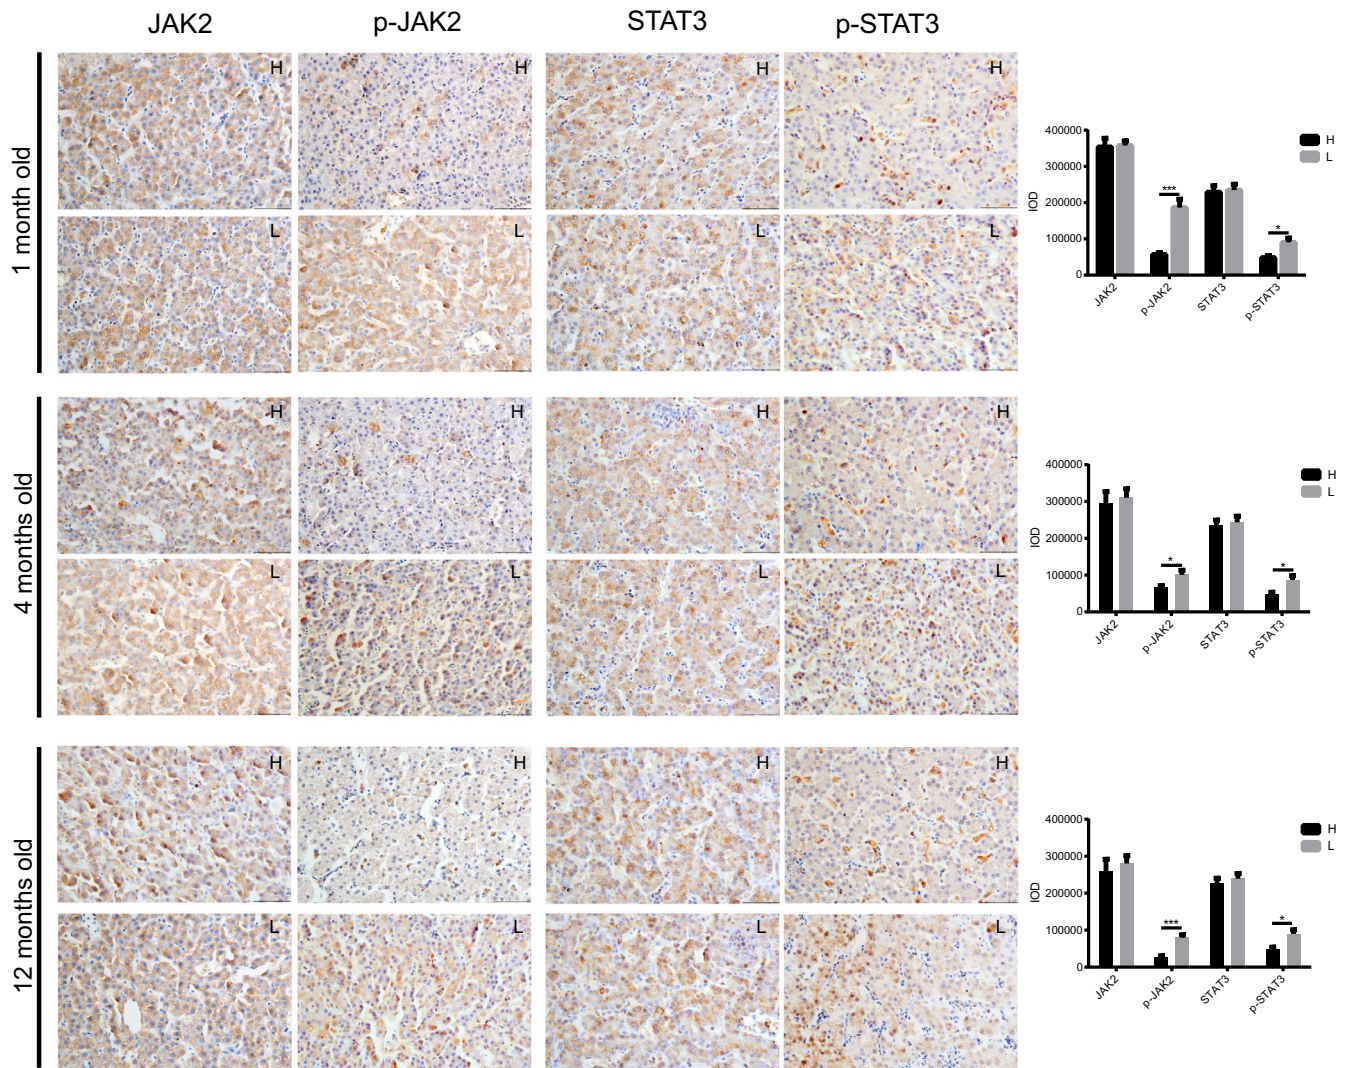 JAK2 p-JAK2 STAT3 p-STAT3
1 month old
H H H H
L L L L
400000
300000
200000
100000
0
IOD
***
*
H
L
JAK2 p-JAK2 STAT3 p-STAT3
4 months old
H H H H
L L L L
400000
300000
200000
100000
0
IOD
*
*
H
L
JAK2 p-JAK2 STAT3 p-STAT3
12 months old
H H H H
L L L L
400000
300000
200000
100000
0
IOD
***
*
H
L
JAK2 p-JAK2 STAT3 p-STAT3